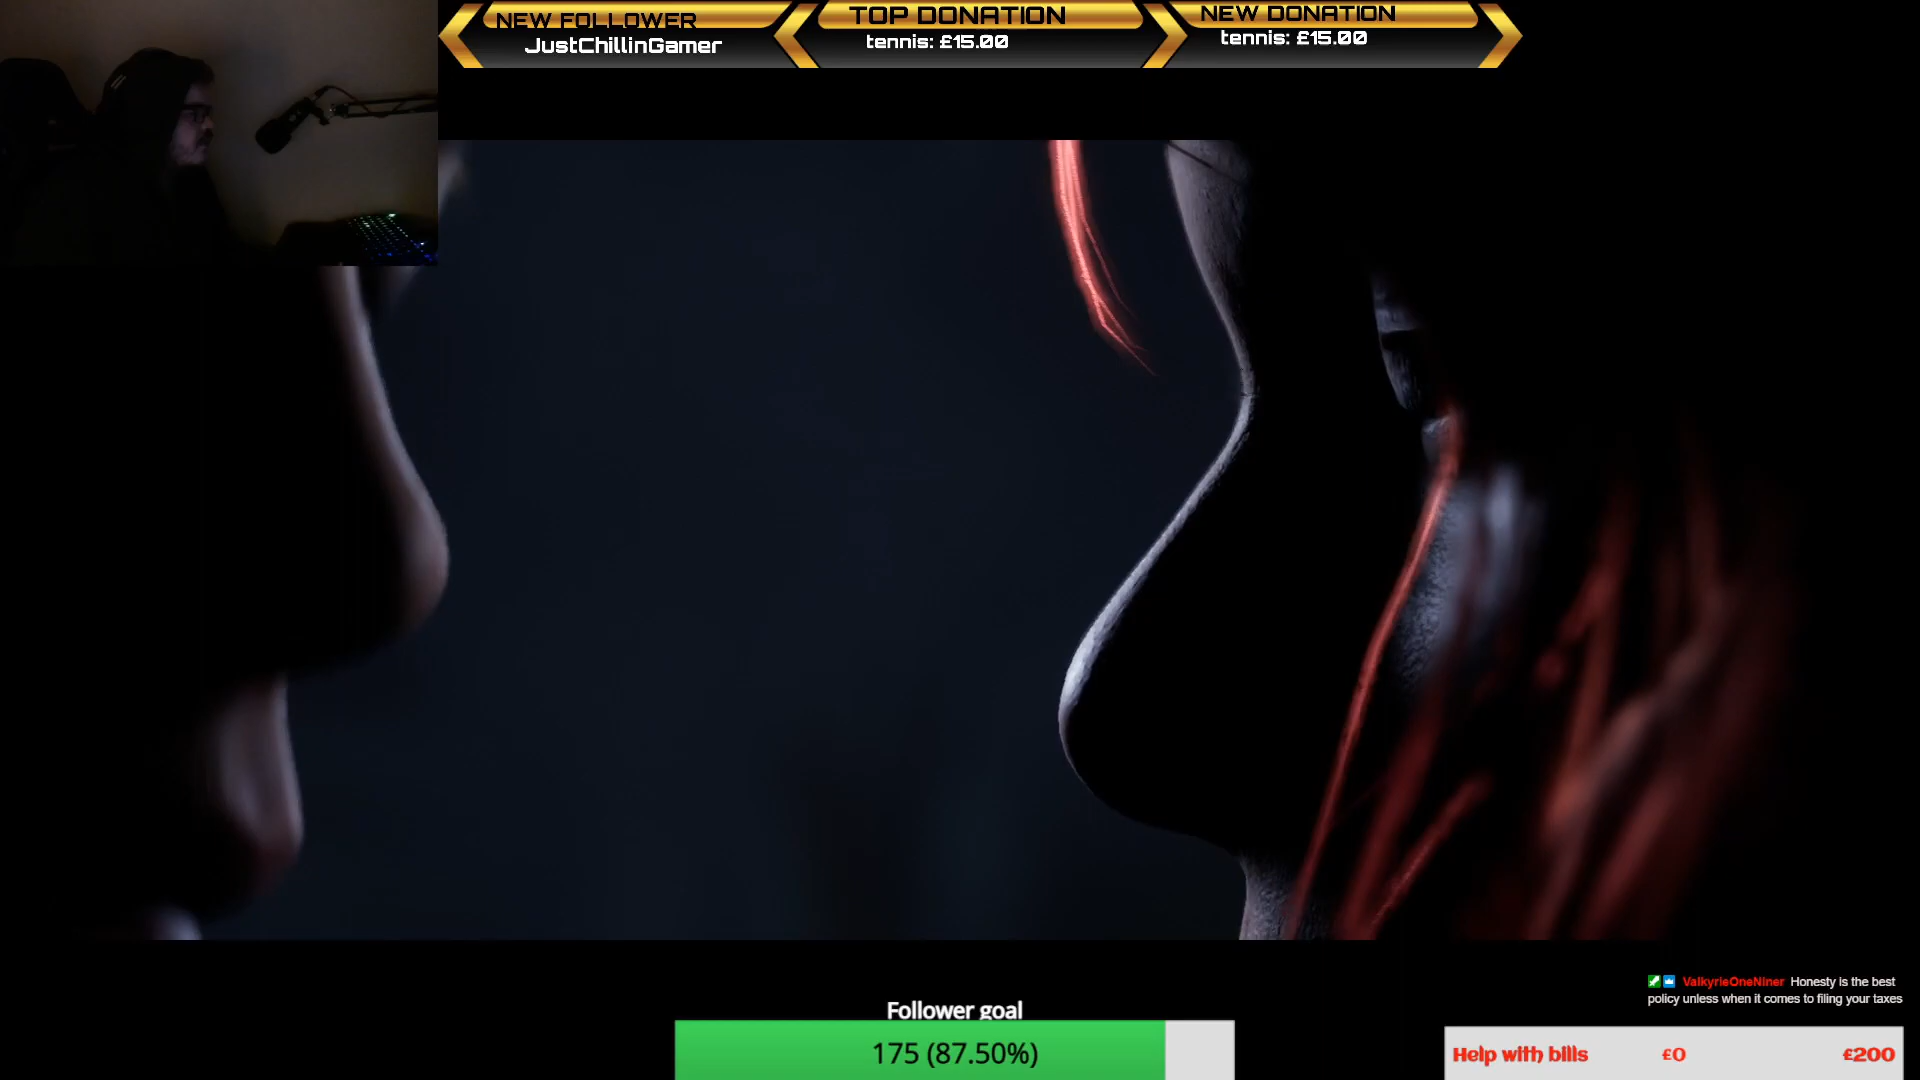 NEW FOLLOWER
JustChillinGamer
TOP DONATION
tennis: £15.00
NEW DONATION
tennis: £15.00
ValkyrieOneNiner Honesty is the best
policy unless when it comes to filing your taxes
Follower goal
175 (87.50%)
Help with bills £0 £200